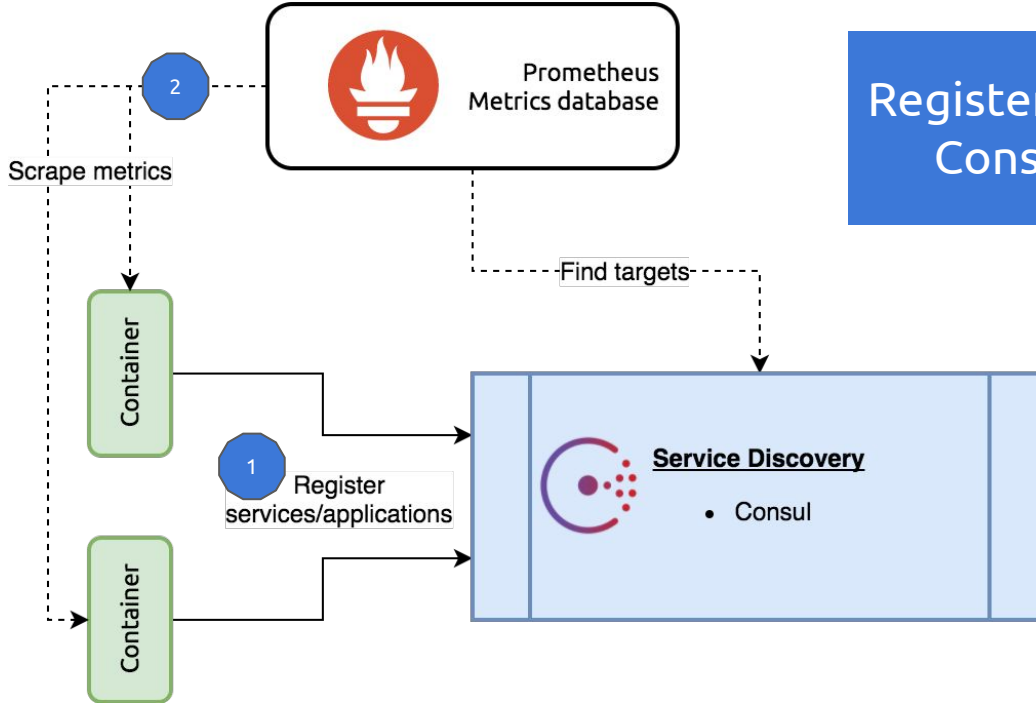 Prometheus
Metrics database
2
Scrape metrics
Find targets
Container
1
Register
services/applications
Service Discovery
• Consul
Container